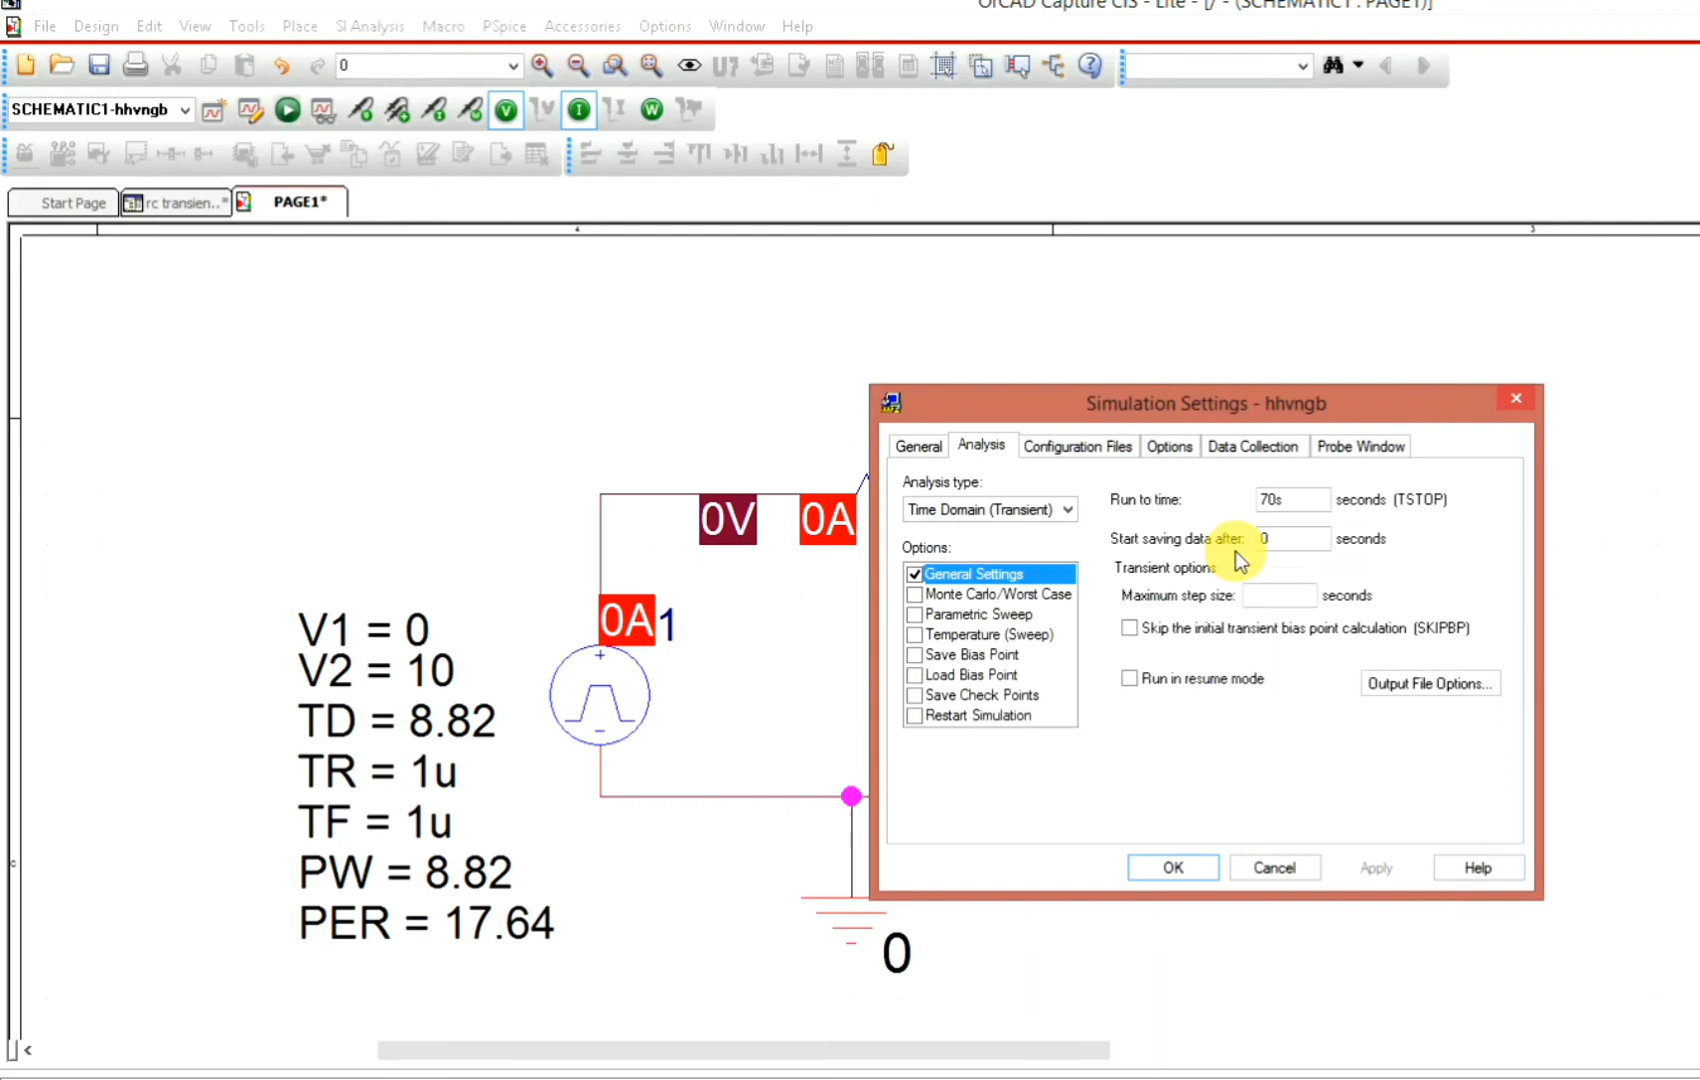 OrCAD Capture CIS - Lite - [/ - (SCHEMATIC1 : PAGE1)]
File Design Edit View Tools Place SI Analysis Macro PSpice Accessories Options Window Help
0
U?
SCHEMATIC1-hhvngb
V V I I W
Start Page
rc transien..*
PAGE1*
4
3
Simulation Settings - hhvngb
General Analysis Configuration Files Options Data Collection Probe Window
Analysis type:
Time Domain (Transient)
Options:
General Settings
Monte Carlo/Worst Case
Parametric Sweep
Temperature (Sweep)
Save Bias Point
Load Bias Point
Save Check Points
Restart Simulation
Run to time: 70s seconds (TSTOP)
Start saving data after: 0 seconds
Transient options
Maximum step size: seconds
Skip the initial transient bias point calculation (SKIPBP)
Run in resume mode
Output File Options...
OK Cancel Apply Help
0V 0A
0A 1
V1 = 0
V2 = 10
TD = 8.82
TR = 1u
TF = 1u
PW = 8.82
PER = 17.64
0
C